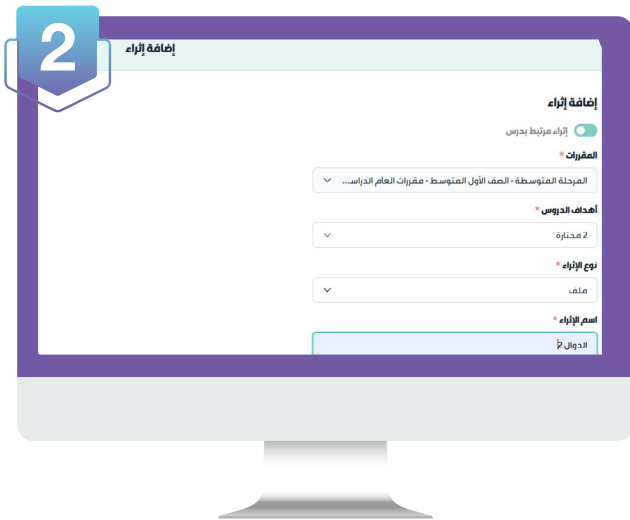 2
إضافة إثراء
إضافة إثراء
إثراء مرتبط بدرس
المقررات *
المرحلة المتوسطة - الصف الأول المتوسط - مقررات العام الدراسـ...
أهداف الدروس *
2 مختارة
نوع الإثراء *
ملف
اسم الإثراء *
الدوال 2